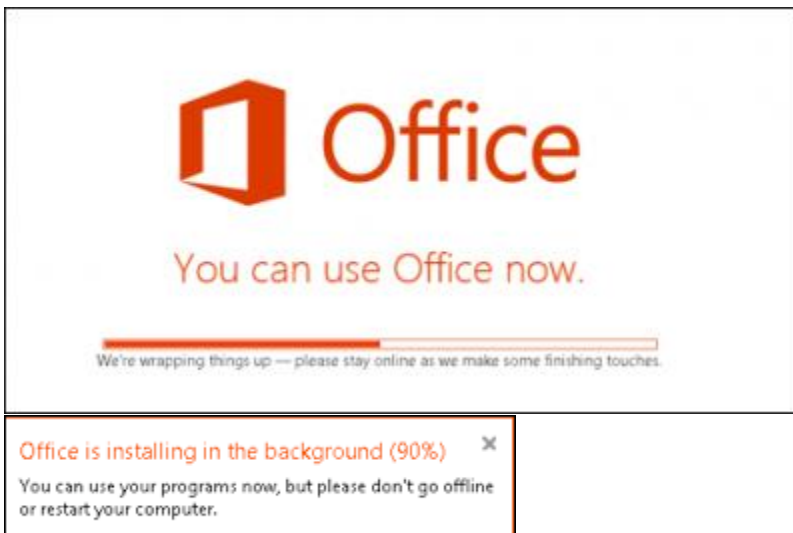 Office
You can use Office now.
We're wrapping things up — please stay online as we make some finishing touches.
Office is installing in the background (90%)
You can use your programs now, but please don't go offline
or restart your computer.